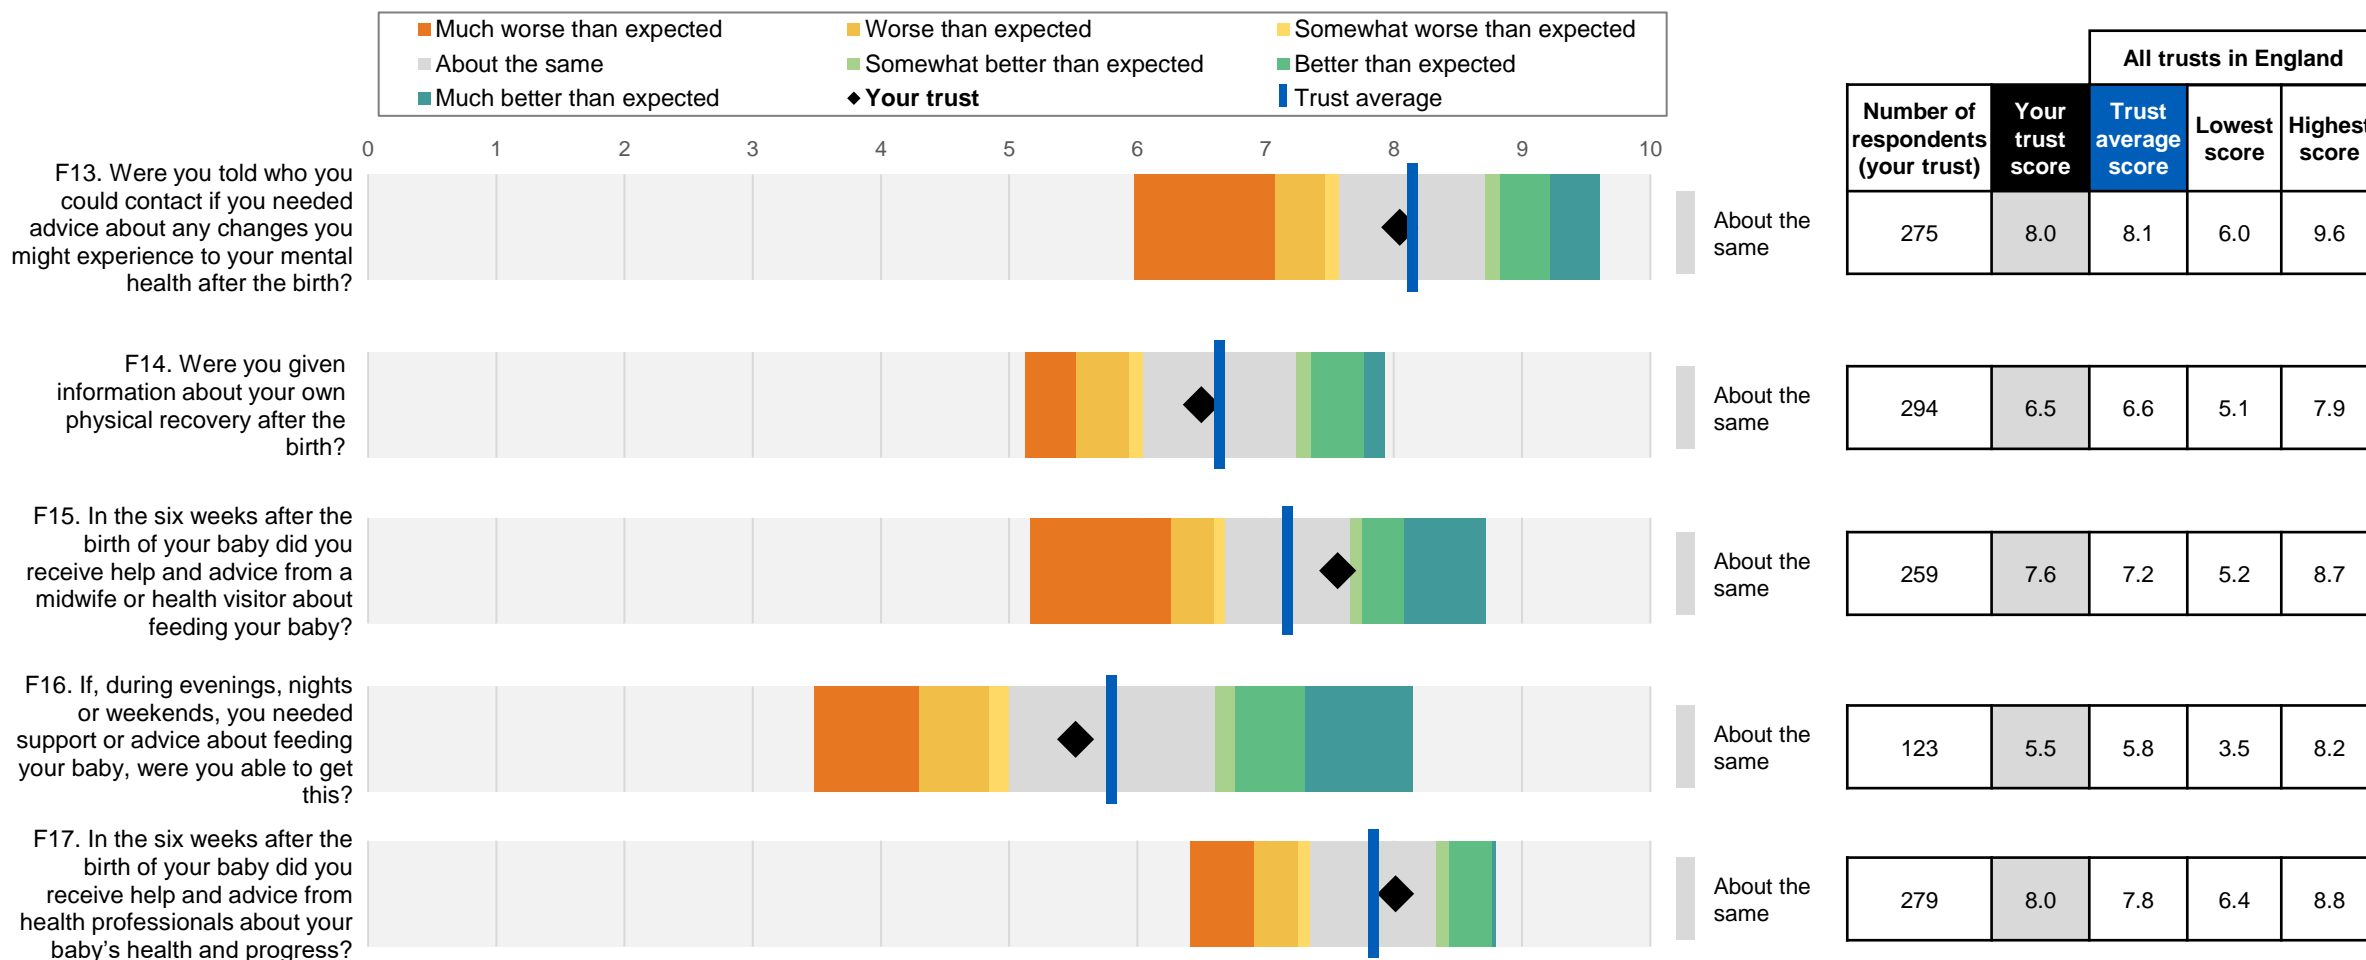 Much worse than expected
Worse than expected
Somewhat worse than expected
About the same
Somewhat better than expected
Better than expected
Much better than expected
Your trust
Trust average
All trusts in England
Number of respondents (your trust)
Your trust score
Trust average score
Lowest score
Highest score
0 1 2 3 4 5 6 7 8 9 10
F13. Were you told who you
could contact if you needed
advice about any changes you
might experience to your mental
health after the birth?
About the
same
275 8.0 8.1 6.0 9.6
F14. Were you given
information about your own
physical recovery after the
birth?
About the
same
294 6.5 6.6 5.1 7.9
F15. In the six weeks after the
birth of your baby did you
receive help and advice from a
midwife or health visitor about
feeding your baby?
About the
same
259 7.6 7.2 5.2 8.7
F16. If, during evenings, nights
or weekends, you needed
support or advice about feeding
your baby, were you able to get
this?
About the
same
123 5.5 5.8 3.5 8.2
F17. In the six weeks after the
birth of your baby did you
receive help and advice from
health professionals about your
baby’s health and progress?
About the
same
279 8.0 7.8 6.4 8.8